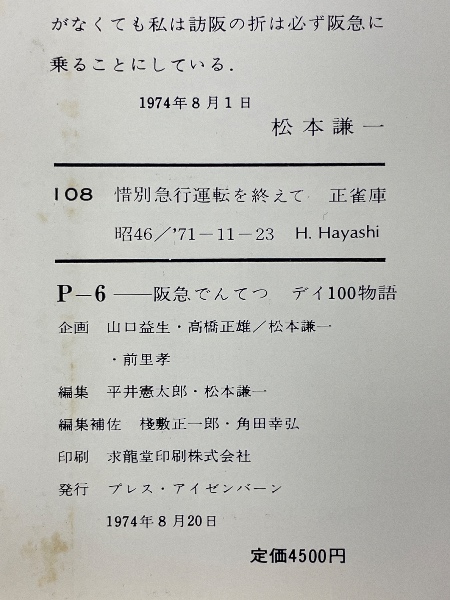 がなくても私は訪阪の折は必ず阪急に
乗ることにしている.
1974年8月1日
松本謙一
108 惜別急行運転を終えて 正雀庫
昭46/'71-11-23 H. Hayashi
P-6——阪急でんてつ デイ100物語
企画 山口益生・高橋正雄/松本謙一
・前里孝
編集 平井憲太郎・松本謙一
編集補佐 棧敷正一郎・角田幸弘
印刷 求龍堂印刷株式会社
発行 プレス・アイゼンバーン
1974年8月20日
定価4500円